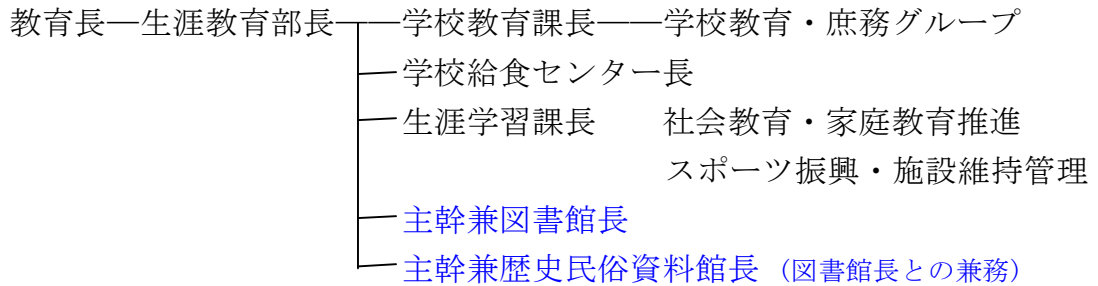 教育長―生涯教育部長――学校教育課長――学校教育・庶務グループ
学校給食センター長
生涯学習課長　　社会教育・家庭教育推進
スポーツ振興・施設維持管理
主幹兼図書館長
主幹兼歴史民俗資料館長（図書館長との兼務）